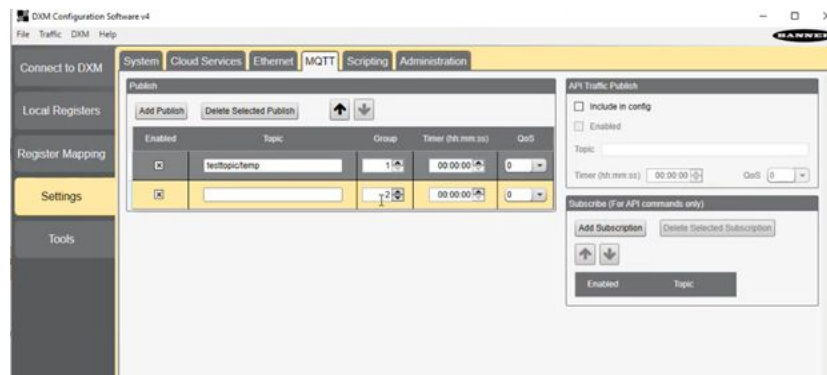 DXM Configuration Software v4
File Traffic DXM Help
BANNER
Connect to DXM
Local Registers
Register Mapping
Settings
Tools
System Cloud Services Ethernet MQTT Scripting Administration
Publish
Add Publish Delete Selected Publish
Enabled Topic Group Timer (hh:mm:ss) QoS
testtopic/temp 1 00:00:00 0
2 00:00:00 0
API Traffic Publish
Include in config
Enabled
Topic
Timer (hh:mm:ss) 00:00:00 QoS 0
Subscribe (For API commands only)
Add Subscription Delete Selected Subscription
Enabled Topic